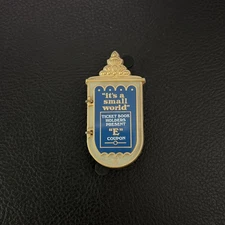 "it's a
small
world"
TICKET BOOK
HOLDERS
PRESENT
"E"
COUPON